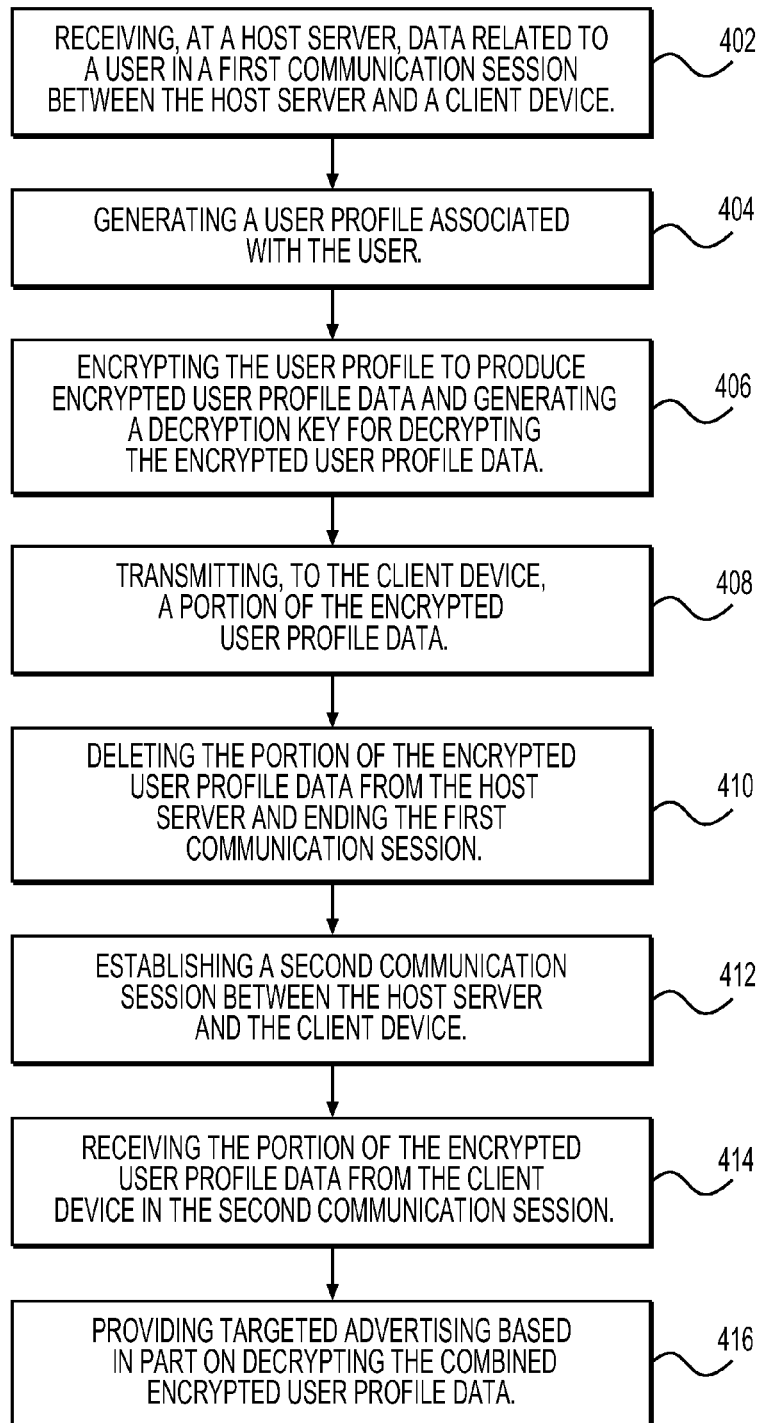 RECEIVING, AT A HOST SERVER, DATA RELATED TO
A USER IN A FIRST COMMUNICATION SESSION
BETWEEN THE HOST SERVER AND A CLIENT DEVICE.
402
GENERATING A USER PROFILE ASSOCIATED
WITH THE USER.
404
ENCRYPTING THE USER PROFILE TO PRODUCE
ENCRYPTED USER PROFILE DATA AND GENERATING
A DECRYPTION KEY FOR DECRYPTING
THE ENCRYPTED USER PROFILE DATA.
406
TRANSMITTING, TO THE CLIENT DEVICE,
A PORTION OF THE ENCRYPTED
USER PROFILE DATA.
408
DELETING THE PORTION OF THE ENCRYPTED
USER PROFILE DATA FROM THE HOST
SERVER AND ENDING THE FIRST
COMMUNICATION SESSION.
410
ESTABLISHING A SECOND COMMUNICATION
SESSION BETWEEN THE HOST SERVER
AND THE CLIENT DEVICE.
412
RECEIVING THE PORTION OF THE ENCRYPTED
USER PROFILE DATA FROM THE CLIENT
DEVICE IN THE SECOND COMMUNICATION SESSION.
414
PROVIDING TARGETED ADVERTISING BASED
IN PART ON DECRYPTING THE COMBINED
ENCRYPTED USER PROFILE DATA.
416